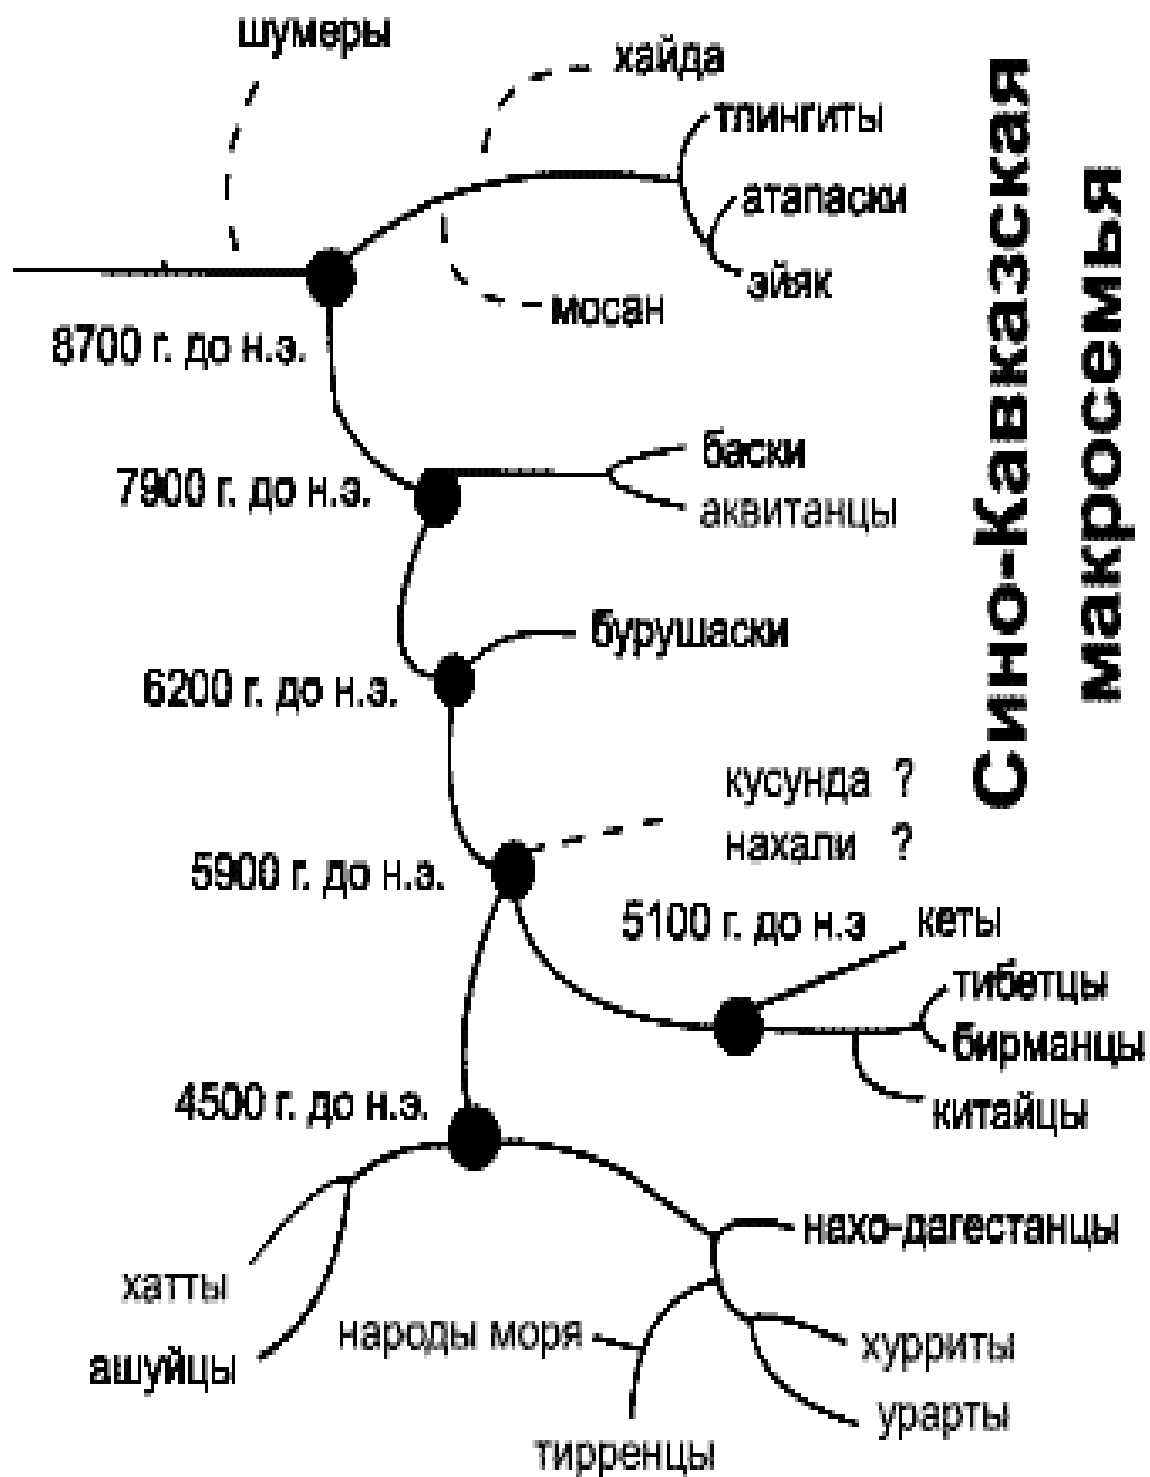 шумеры
хайда
тлингиты
атапаски
эйяк
мосан
8700 г. до н.э.
баски
7900 г. до н.э.
аквитанцы
бурушаски
6200 г. до н.э.
кусунда ?
нахали ?
5900 г. до н.э.
5100 г. до н.э
кеты
тибетцы
бирманцы
китайцы
4500 г. до н.э.
нахо-дагестанцы
хатты
народы моря
хурриты
ашуйцы
урарты
тирренцы
Сино-Кавказская
макросемья